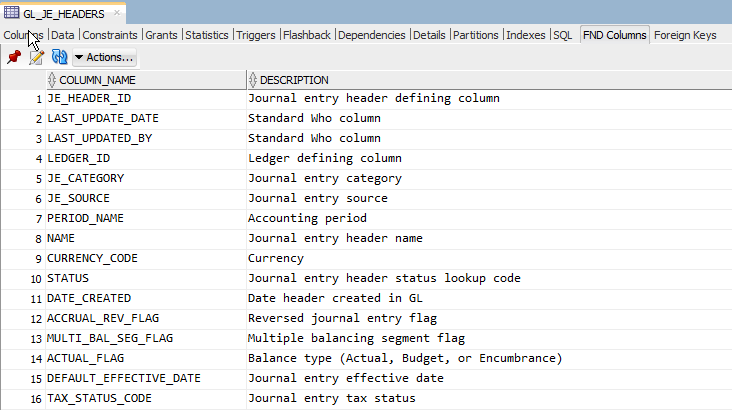 GL_JE_HEADERS
Columns Data Constraints Grants Statistics Triggers Flashback Dependencies Details Partitions Indexes SQL FND Columns Foreign Keys
Actions...
COLUMN_NAME DESCRIPTION
1 JE_HEADER_ID Journal entry header defining column
2 LAST_UPDATE_DATE Standard Who column
3 LAST_UPDATED_BY Standard Who column
4 LEDGER_ID Ledger defining column
5 JE_CATEGORY Journal entry category
6 JE_SOURCE Journal entry source
7 PERIOD_NAME Accounting period
8 NAME Journal entry header name
9 CURRENCY_CODE Currency
10 STATUS Journal entry header status lookup code
11 DATE_CREATED Date header created in GL
12 ACCRUAL_REV_FLAG Reversed journal entry flag
13 MULTI_BAL_SEG_FLAG Multiple balancing segment flag
14 ACTUAL_FLAG Balance type (Actual, Budget, or Encumbrance)
15 DEFAULT_EFFECTIVE_DATE Journal entry effective date
16 TAX_STATUS_CODE Journal entry tax status